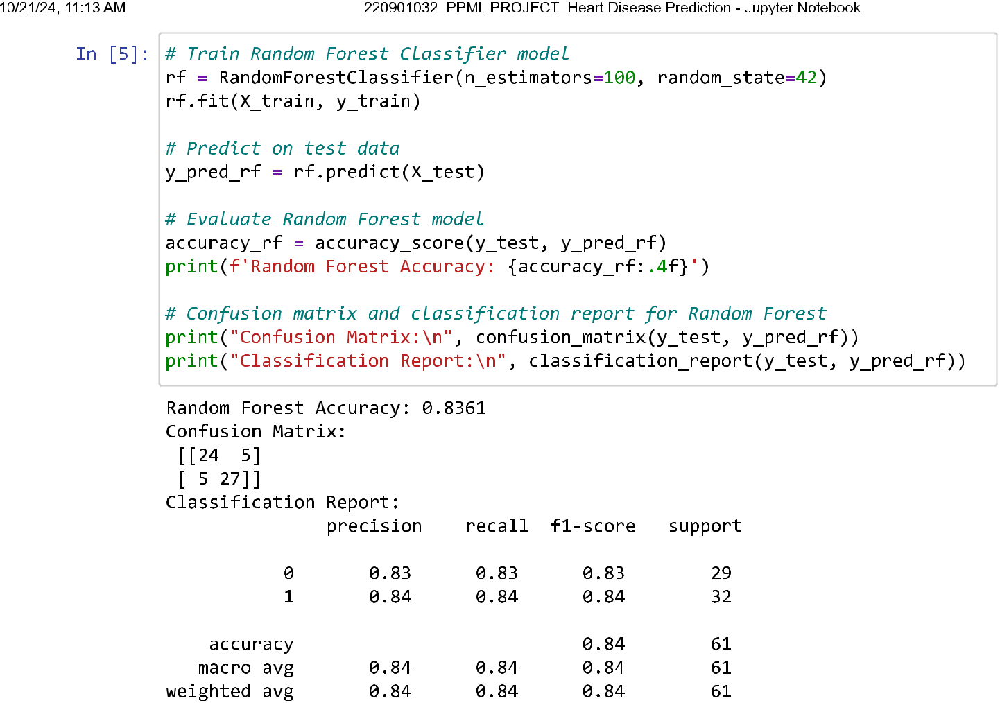 10/21/24, 11:13 AM 220901032_PPML PROJECT_Heart Disease Prediction - Jupyter Notebook
In [5]: # Train Random Forest Classifier model
rf = RandomForestClassifier(n_estimators=100, random_state=42)
rf.fit(X_train, y_train)
# Predict on test data
y_pred_rf = rf.predict(X_test)
# Evaluate Random Forest model
accuracy_rf = accuracy_score(y_test, y_pred_rf)
print(f'Random Forest Accuracy: {accuracy_rf:.4f}')
# Confusion matrix and classification report for Random Forest
print("Confusion Matrix:\n", confusion_matrix(y_test, y_pred_rf))
print("Classification Report:\n", classification_report(y_test, y_pred_rf))
Random Forest Accuracy: 0.8361
Confusion Matrix:
[[24  5]
[ 5 27]]
Classification Report:
precision recall f1-score support
0 0.83 0.83 0.83 29
1 0.84 0.84 0.84 32
accuracy 0.84 61
macro avg 0.84 0.84 0.84 61
weighted avg 0.84 0.84 0.84 61